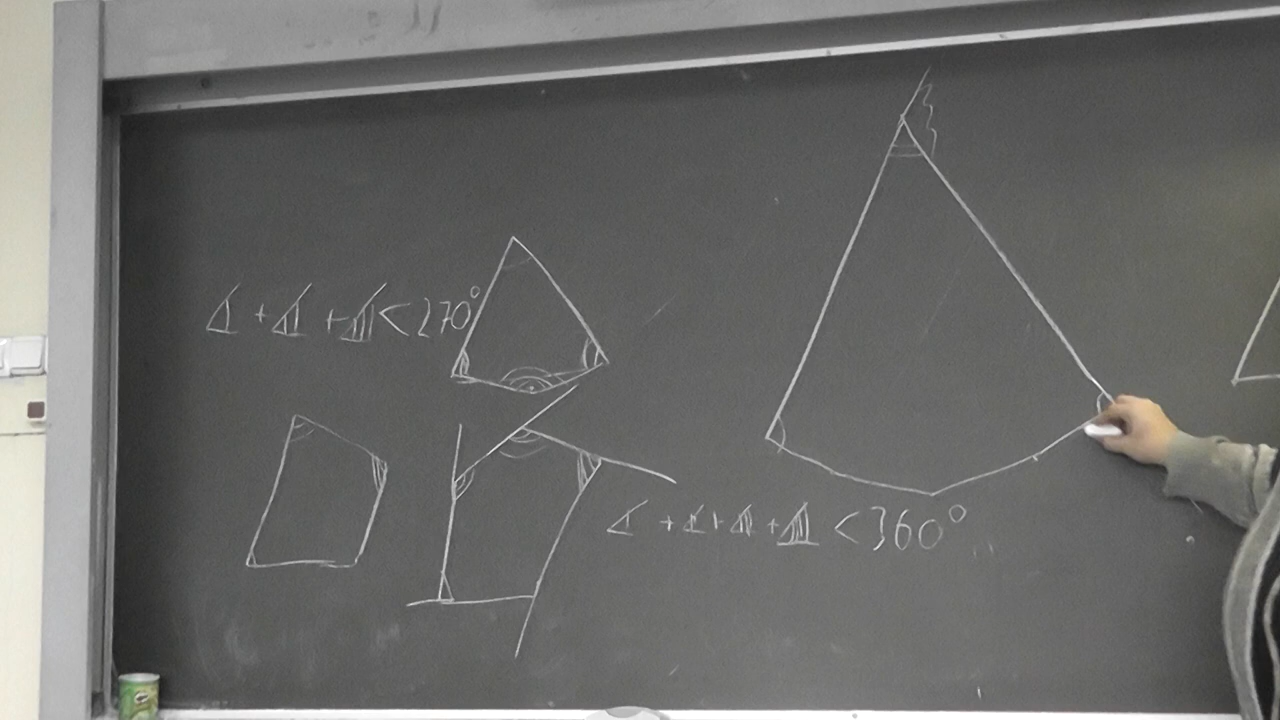 ∡ + ∡ + ∡ < 270°
∡ + ∡ + ∡ + ∡ < 360°